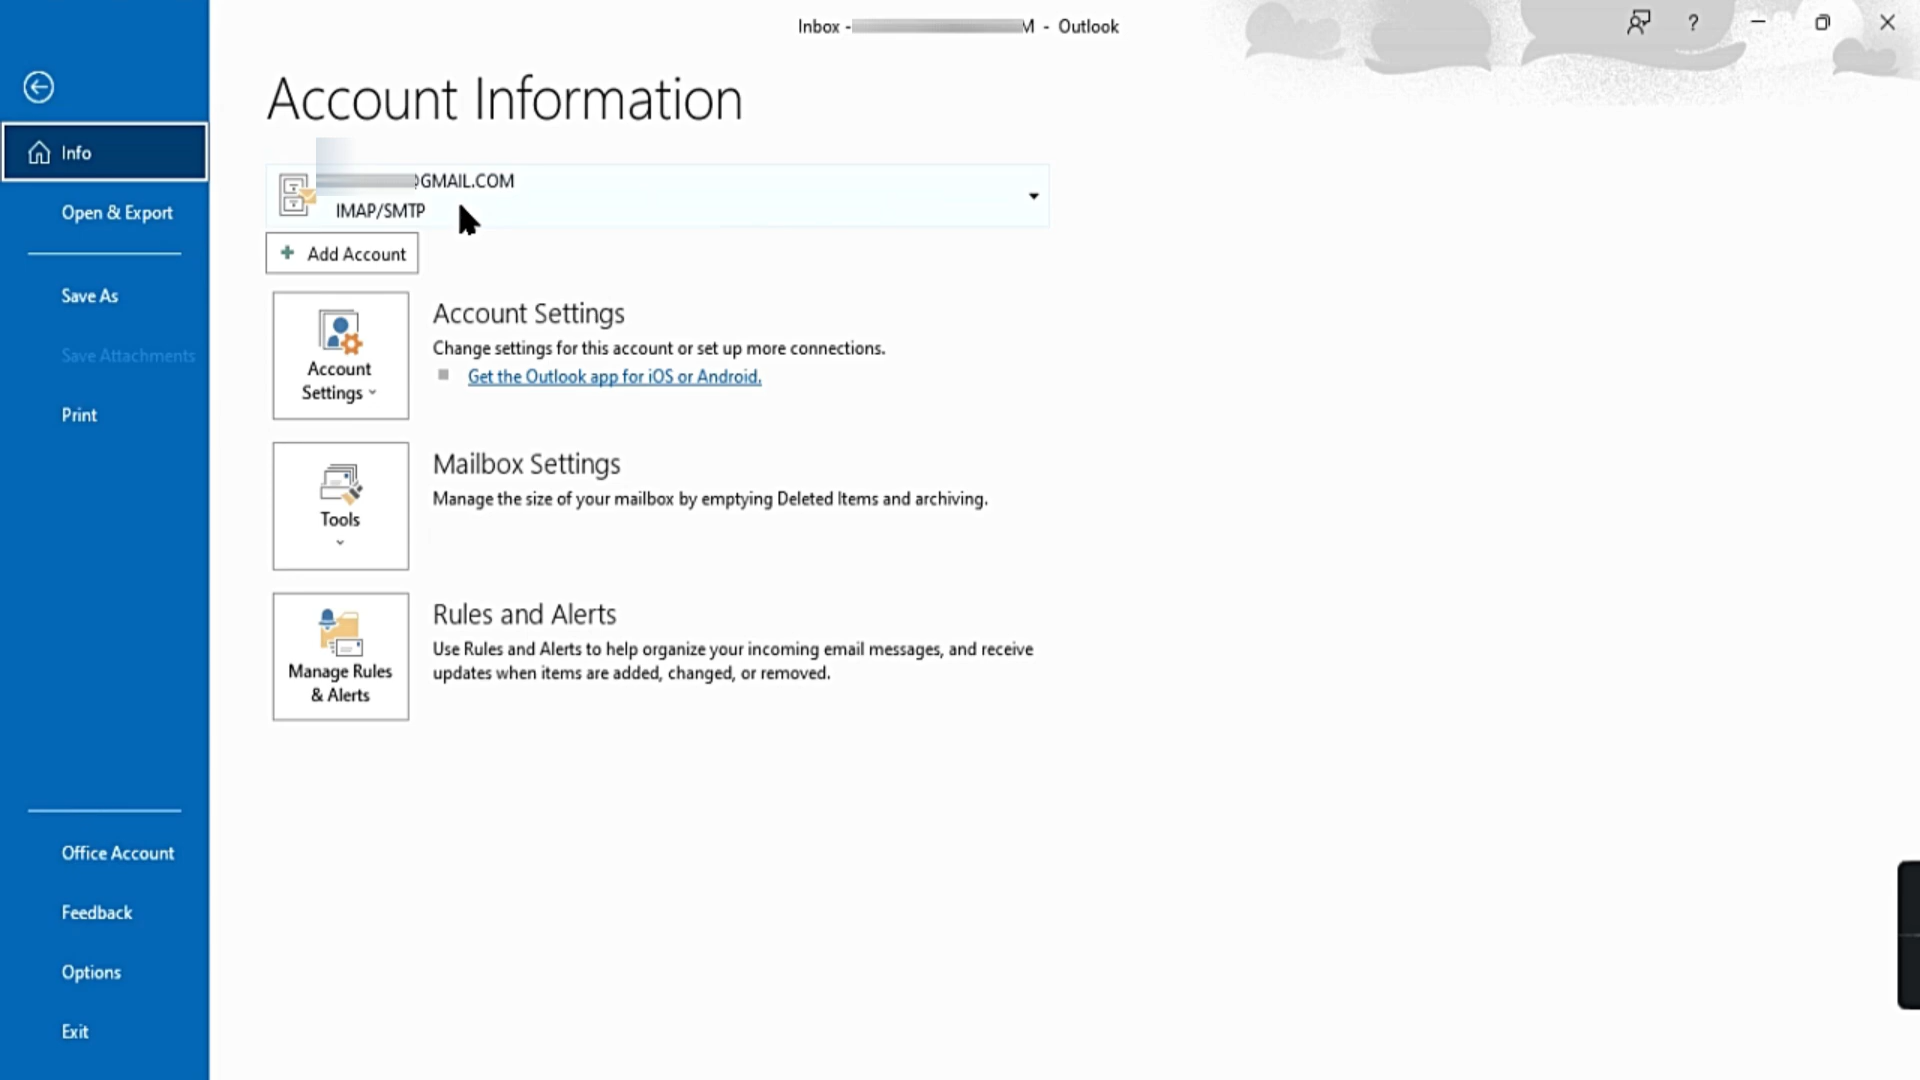 Inbox - M - Outlook
?
Account Information
Info
@GMAIL.COM
IMAP/SMTP
Open & Export
Add Account
Save As
Account Settings
Change settings for this account or set up more connections.
Get the Outlook app for iOS or Android.
Account
Settings
Save Attachments
Print
Mailbox Settings
Manage the size of your mailbox by emptying Deleted Items and archiving.
Tools
Rules and Alerts
Use Rules and Alerts to help organize your incoming email messages, and receive
updates when items are added, changed, or removed.
Manage Rules
& Alerts
Office Account
Feedback
Options
Exit